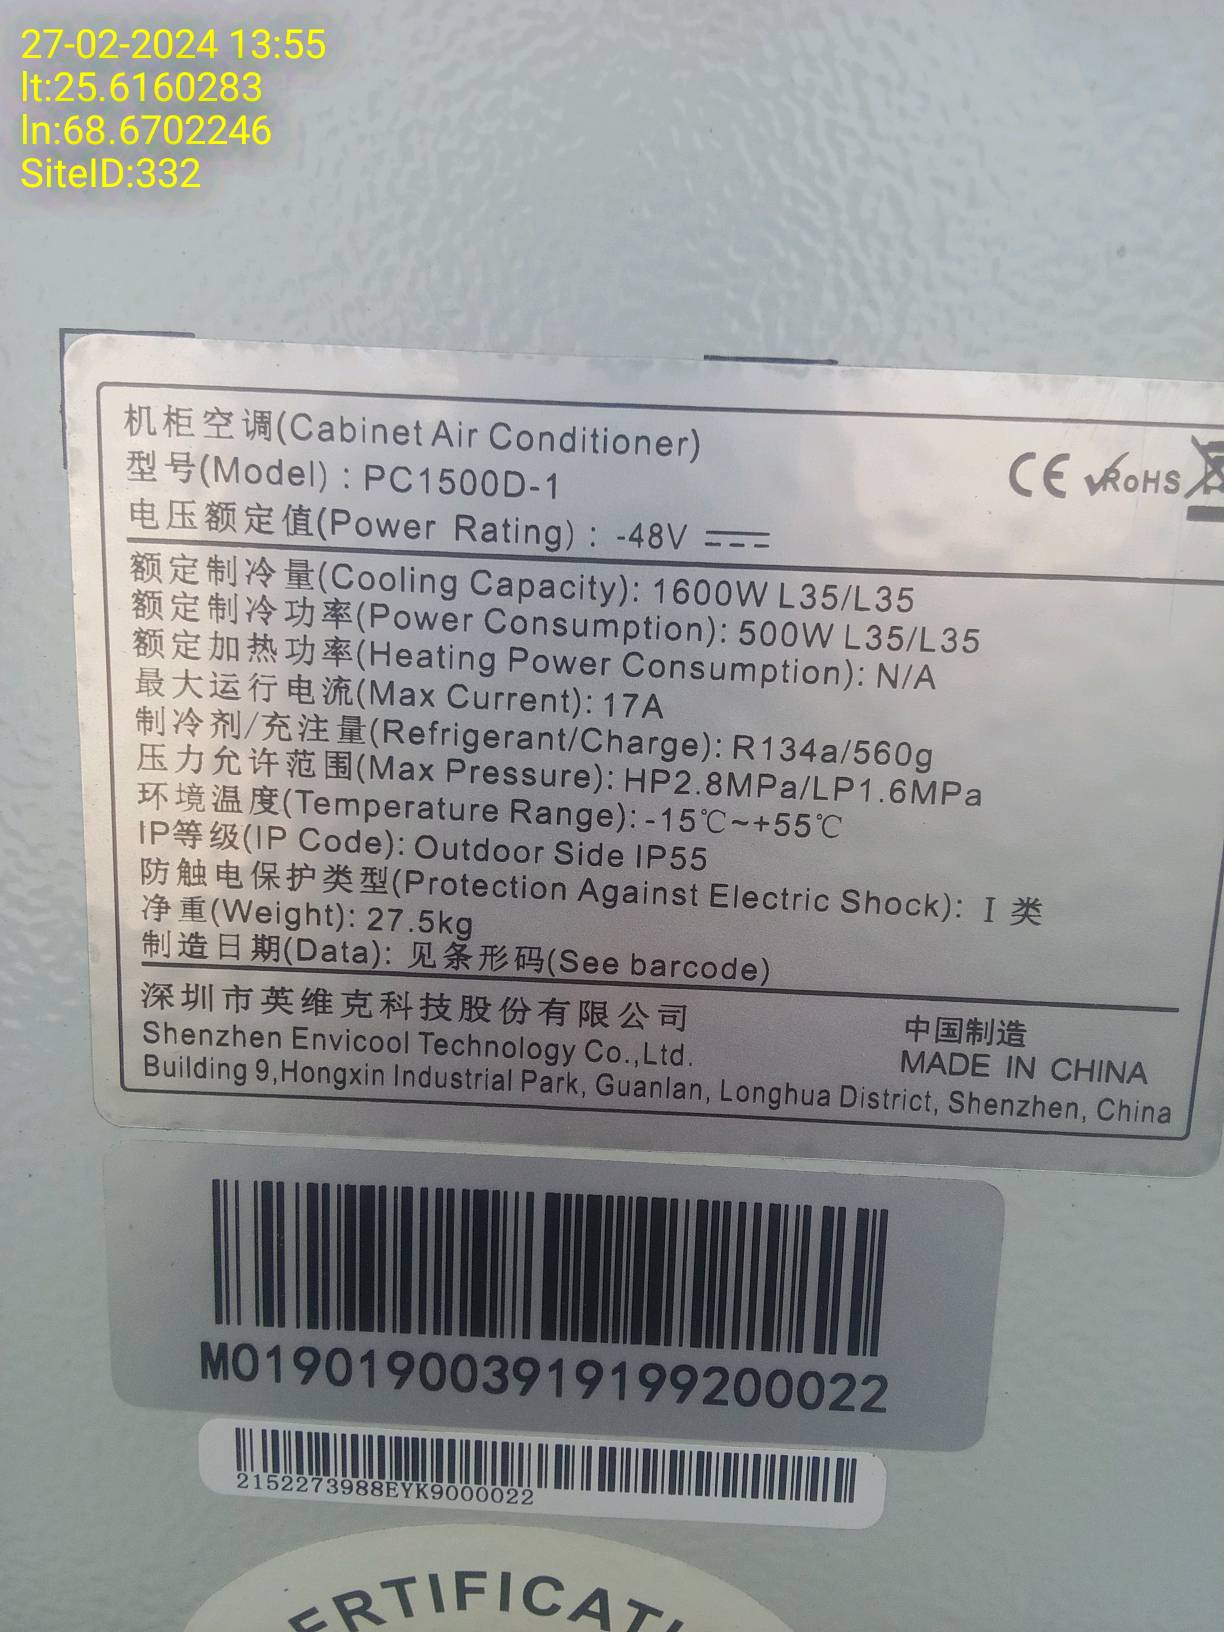 27-02-2024 13:55
lt:25.6160283
ln:68.6702246
SiteID:332
机柜空调(Cabinet Air Conditioner)
型号(Model) : PC1500D-1
CE RoHS
电压额定值(Power Rating) : -48V
额定制冷量(Cooling Capacity): 1600W L35/L35
额定制冷功率(Power Consumption): 500W L35/L35
额定加热功率(Heating Power Consumption): N/A
最大运行电流(Max Current): 17A
制冷剂/充注量(Refrigerant/Charge): R134a/560g
压力允许范围(Max Pressure): HP2.8MPa/LP1.6MPa
环境温度(Temperature Range): -15℃~+55℃
IP等级(IP Code): Outdoor Side IP55
防触电保护类型(Protection Against Electric Shock): I 类
净重(Weight): 27.5kg
制造日期(Data): 见条形码(See barcode)
深圳市英维克科技股份有限公司
中国制造
Shenzhen Envicool Technology Co.,Ltd.
MADE IN CHINA
Building 9,Hongxin Industrial Park, Guanlan, Longhua District, Shenzhen, China
M01901900391919920​0022
2152273988EYK9000022
ERTIFICATI